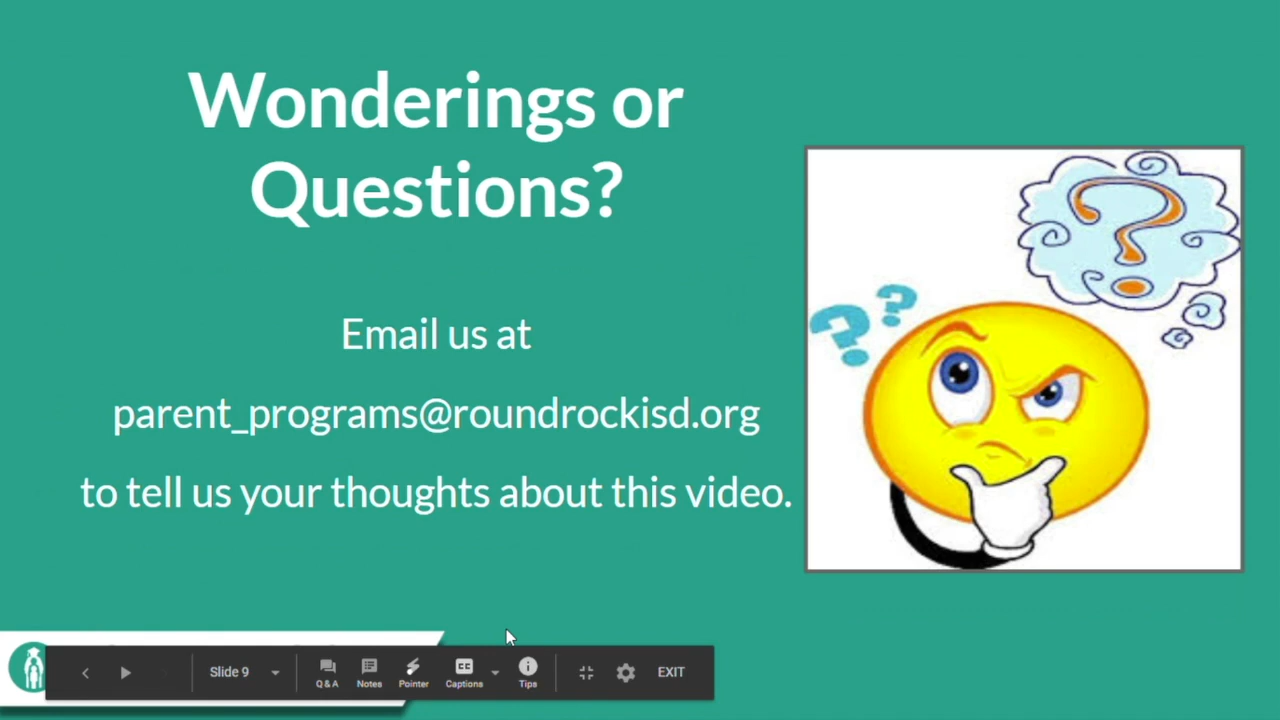 Wonderings or
Questions?
Email us at
parent_programs@roundrockisd.org
to tell us your thoughts about this video.
? ? ?
Slide 9
Q & A
Notes
Pointer
CC
Captions
Tips
EXIT